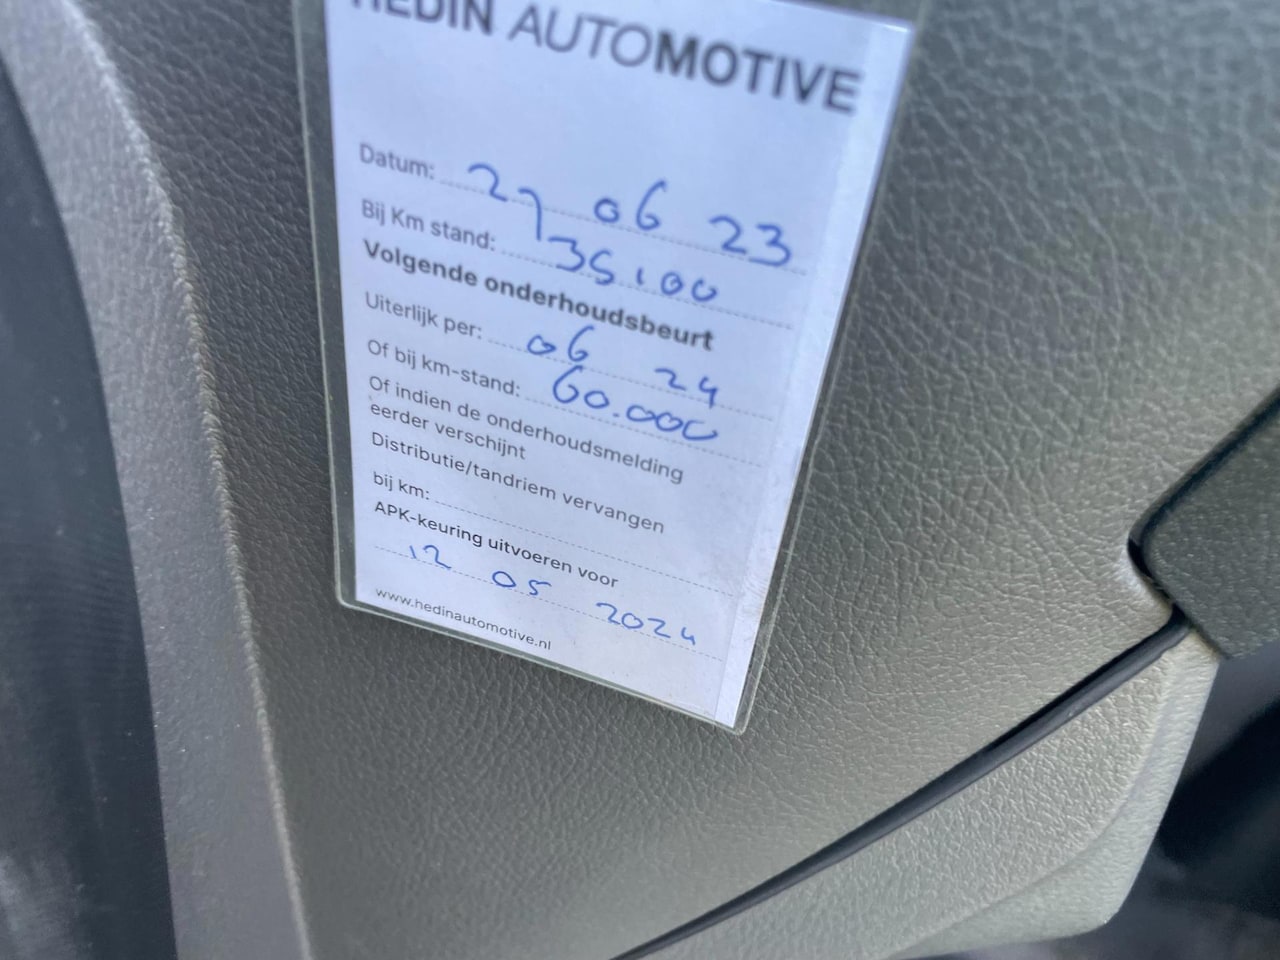 HEDIN AUTOMOTIVE
Datum: 27 06 23
Bij Km stand: 35.100
Volgende onderhoudsbeurt
Uiterlijk per: 06 24
Of bij km-stand: 60.000
Of indien de onderhoudsmelding
eerder verschijnt
Distributie/tandriem vervangen
bij km:
APK-keuring uitvoeren voor
12 05 2024
www.hedinautomotive.nl